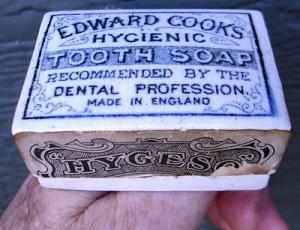 EDWARD COOK'S
HYGIENIC
TOOTH SOAP
RECOMMENDED BY THE
DENTAL PROFESSION.
MADE IN ENGLAND
"HYGES